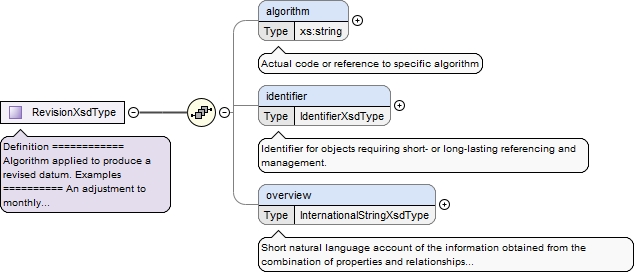 algorithm
Type xs:string
Actual code or reference to specific algorithm
RevisionXsdType
Definition ============
Algorithm applied to produce a
revised datum. Examples
========== An adjustment to
monthly...
identifier
Type IdentifierXsdType
Identifier for objects requiring short- or long-lasting referencing and
management.
overview
Type InternationalStringXsdType
Short natural language account of the information obtained from the
combination of properties and relationships...